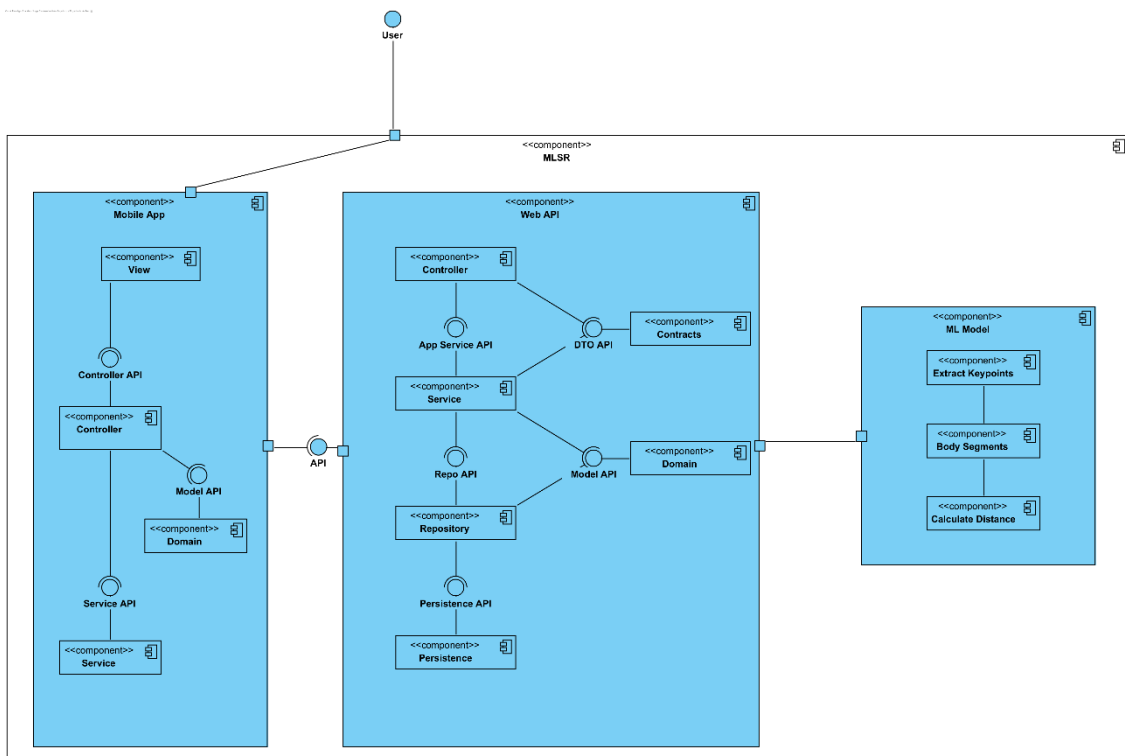 User
<<component>>
MLSR
<<component>>
Mobile App
<<component>>
View
Controller API
<<component>>
Controller
Model API
<<component>>
Domain
Service API
<<component>>
Service
API
<<component>>
Web API
<<component>>
Controller
App Service API
DTO API
<<component>>
Contracts
<<component>>
Service
Repo API
Model API
<<component>>
Domain
<<component>>
Repository
Persistence API
<<component>>
Persistence
<<component>>
ML Model
<<component>>
Extract Keypoints
<<component>>
Body Segments
<<component>>
Calculate Distance